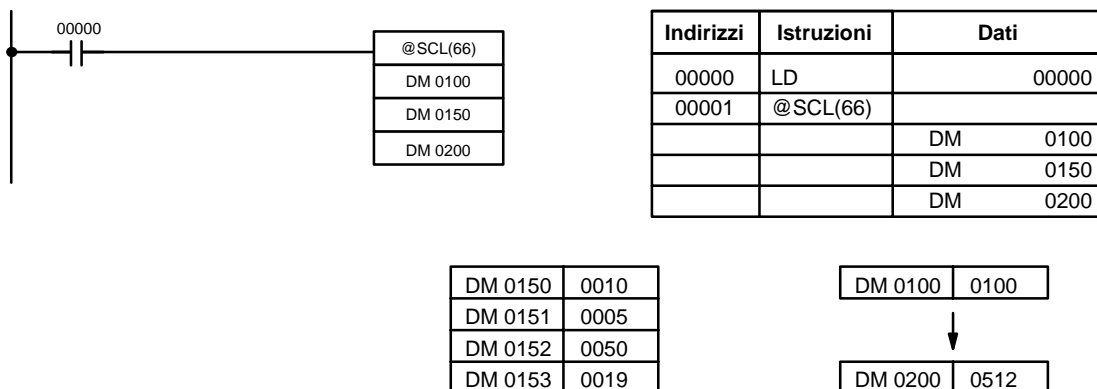 00000
@SCL(66)
DM 0100
DM 0150
DM 0200
Indirizzi Istruzioni Dati
00000 LD 00000
00001 @SCL(66)
DM 0100
DM 0150
DM 0200
DM 0150 0010
DM 0151 0005
DM 0152 0050
DM 0153 0019
DM 0100 0100
DM 0200 0512